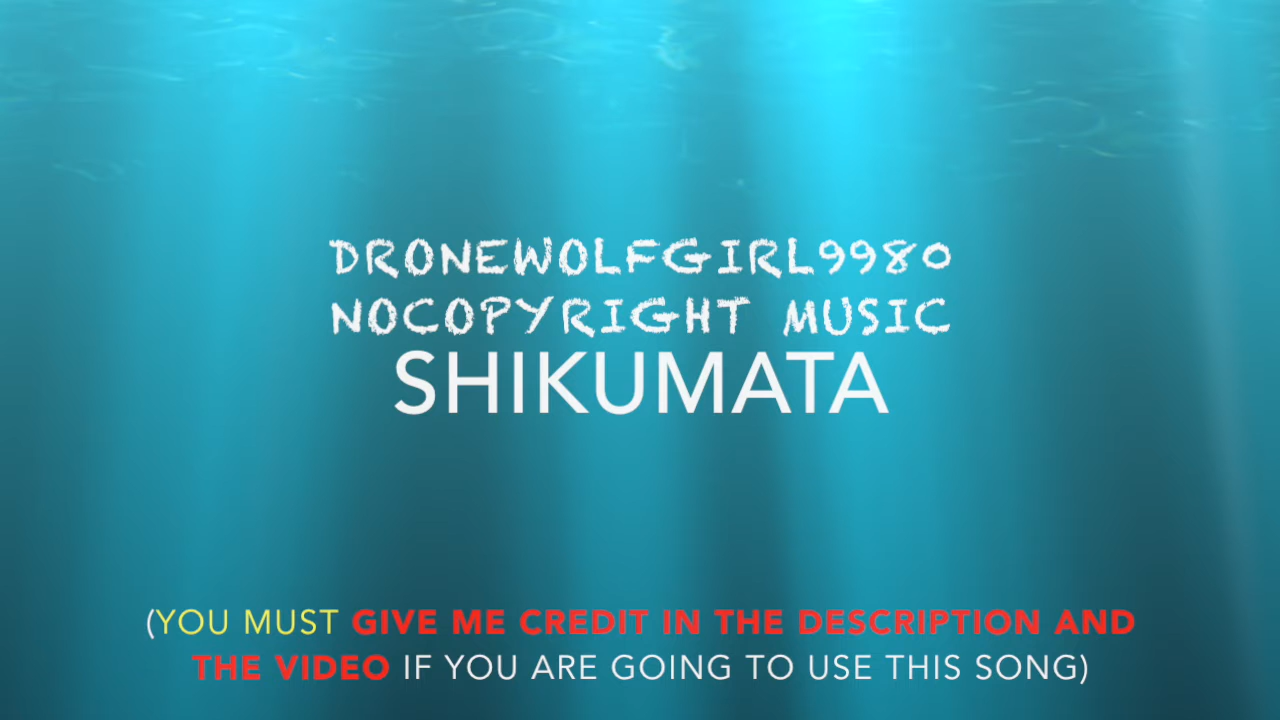 DRONEWOLFGIRL9980
NOCOPYRIGHT MUSIC
SHIKUMATA
(YOU MUST GIVE ME CREDIT IN THE DESCRIPTION AND
THE VIDEO IF YOU ARE GOING TO USE THIS SONG)